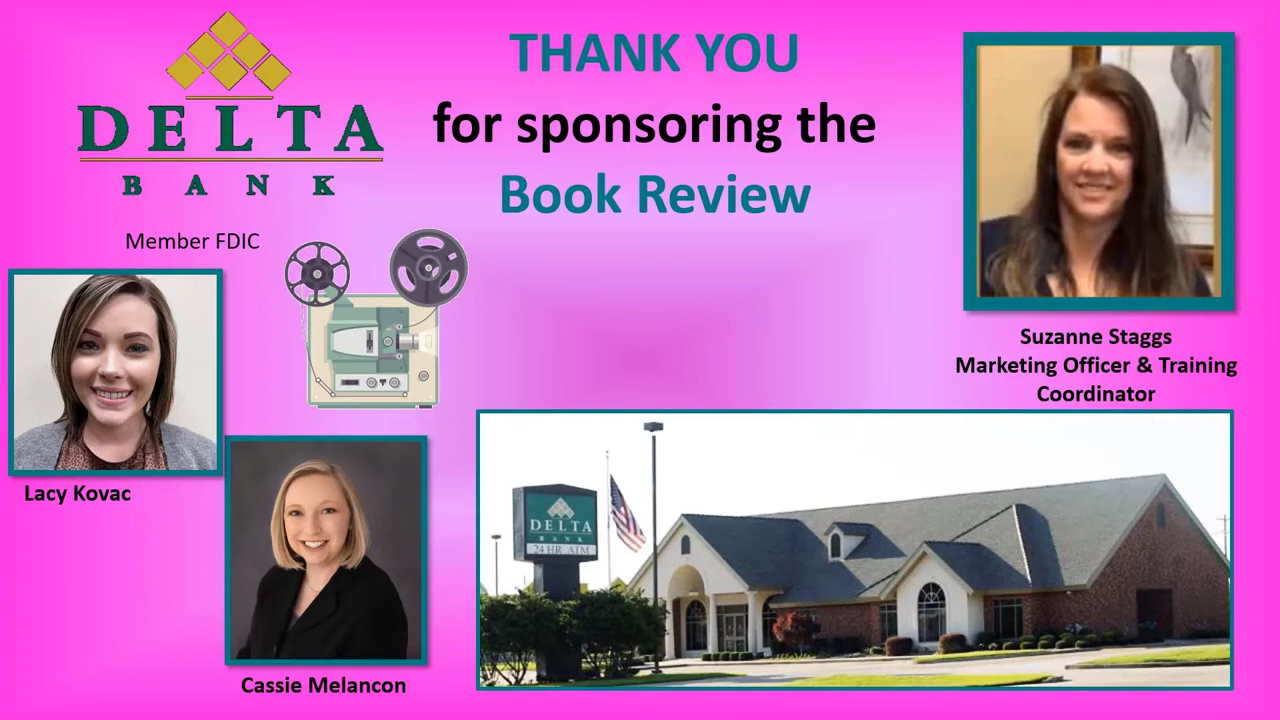 DELTA
BANK
Member FDIC
THANK YOU
for sponsoring the
Book Review
Suzanne Staggs
Marketing Officer & Training
Coordinator
Lacy Kovac
Cassie Melancon
DELTA
BANK
24 HR. ATM